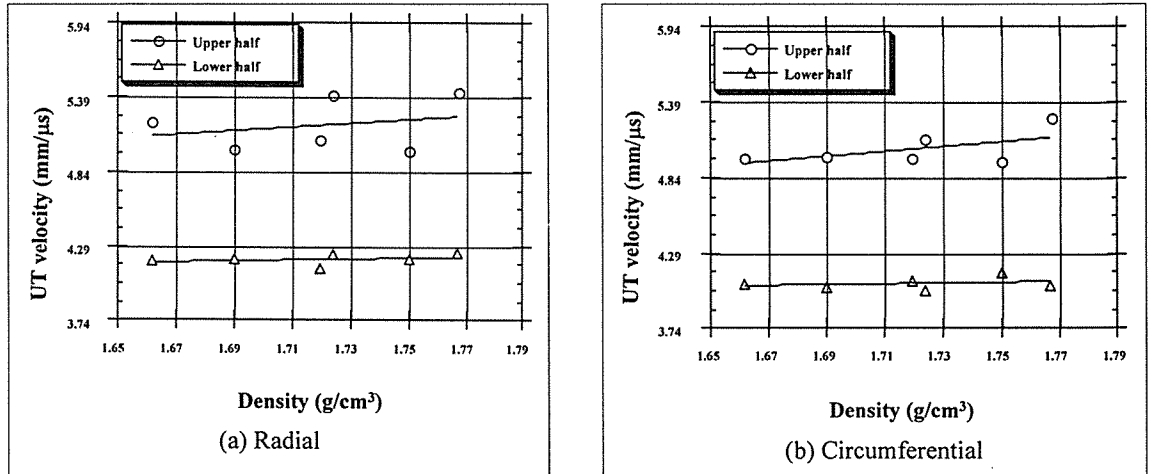 5.94
Upper half
Lower half
5.39
4.84
4.29
3.74
UT velocity (mm/μs)
1.65 1.67 1.69 1.71 1.73 1.75 1.77 1.79
Density (g/cm³)
(a) Radial
5.94
Upper half
Lower half
5.39
4.84
4.29
3.74
UT velocity (mm/μs)
1.65 1.67 1.69 1.71 1.73 1.75 1.77 1.79
Density (g/cm³)
(b) Circumferential